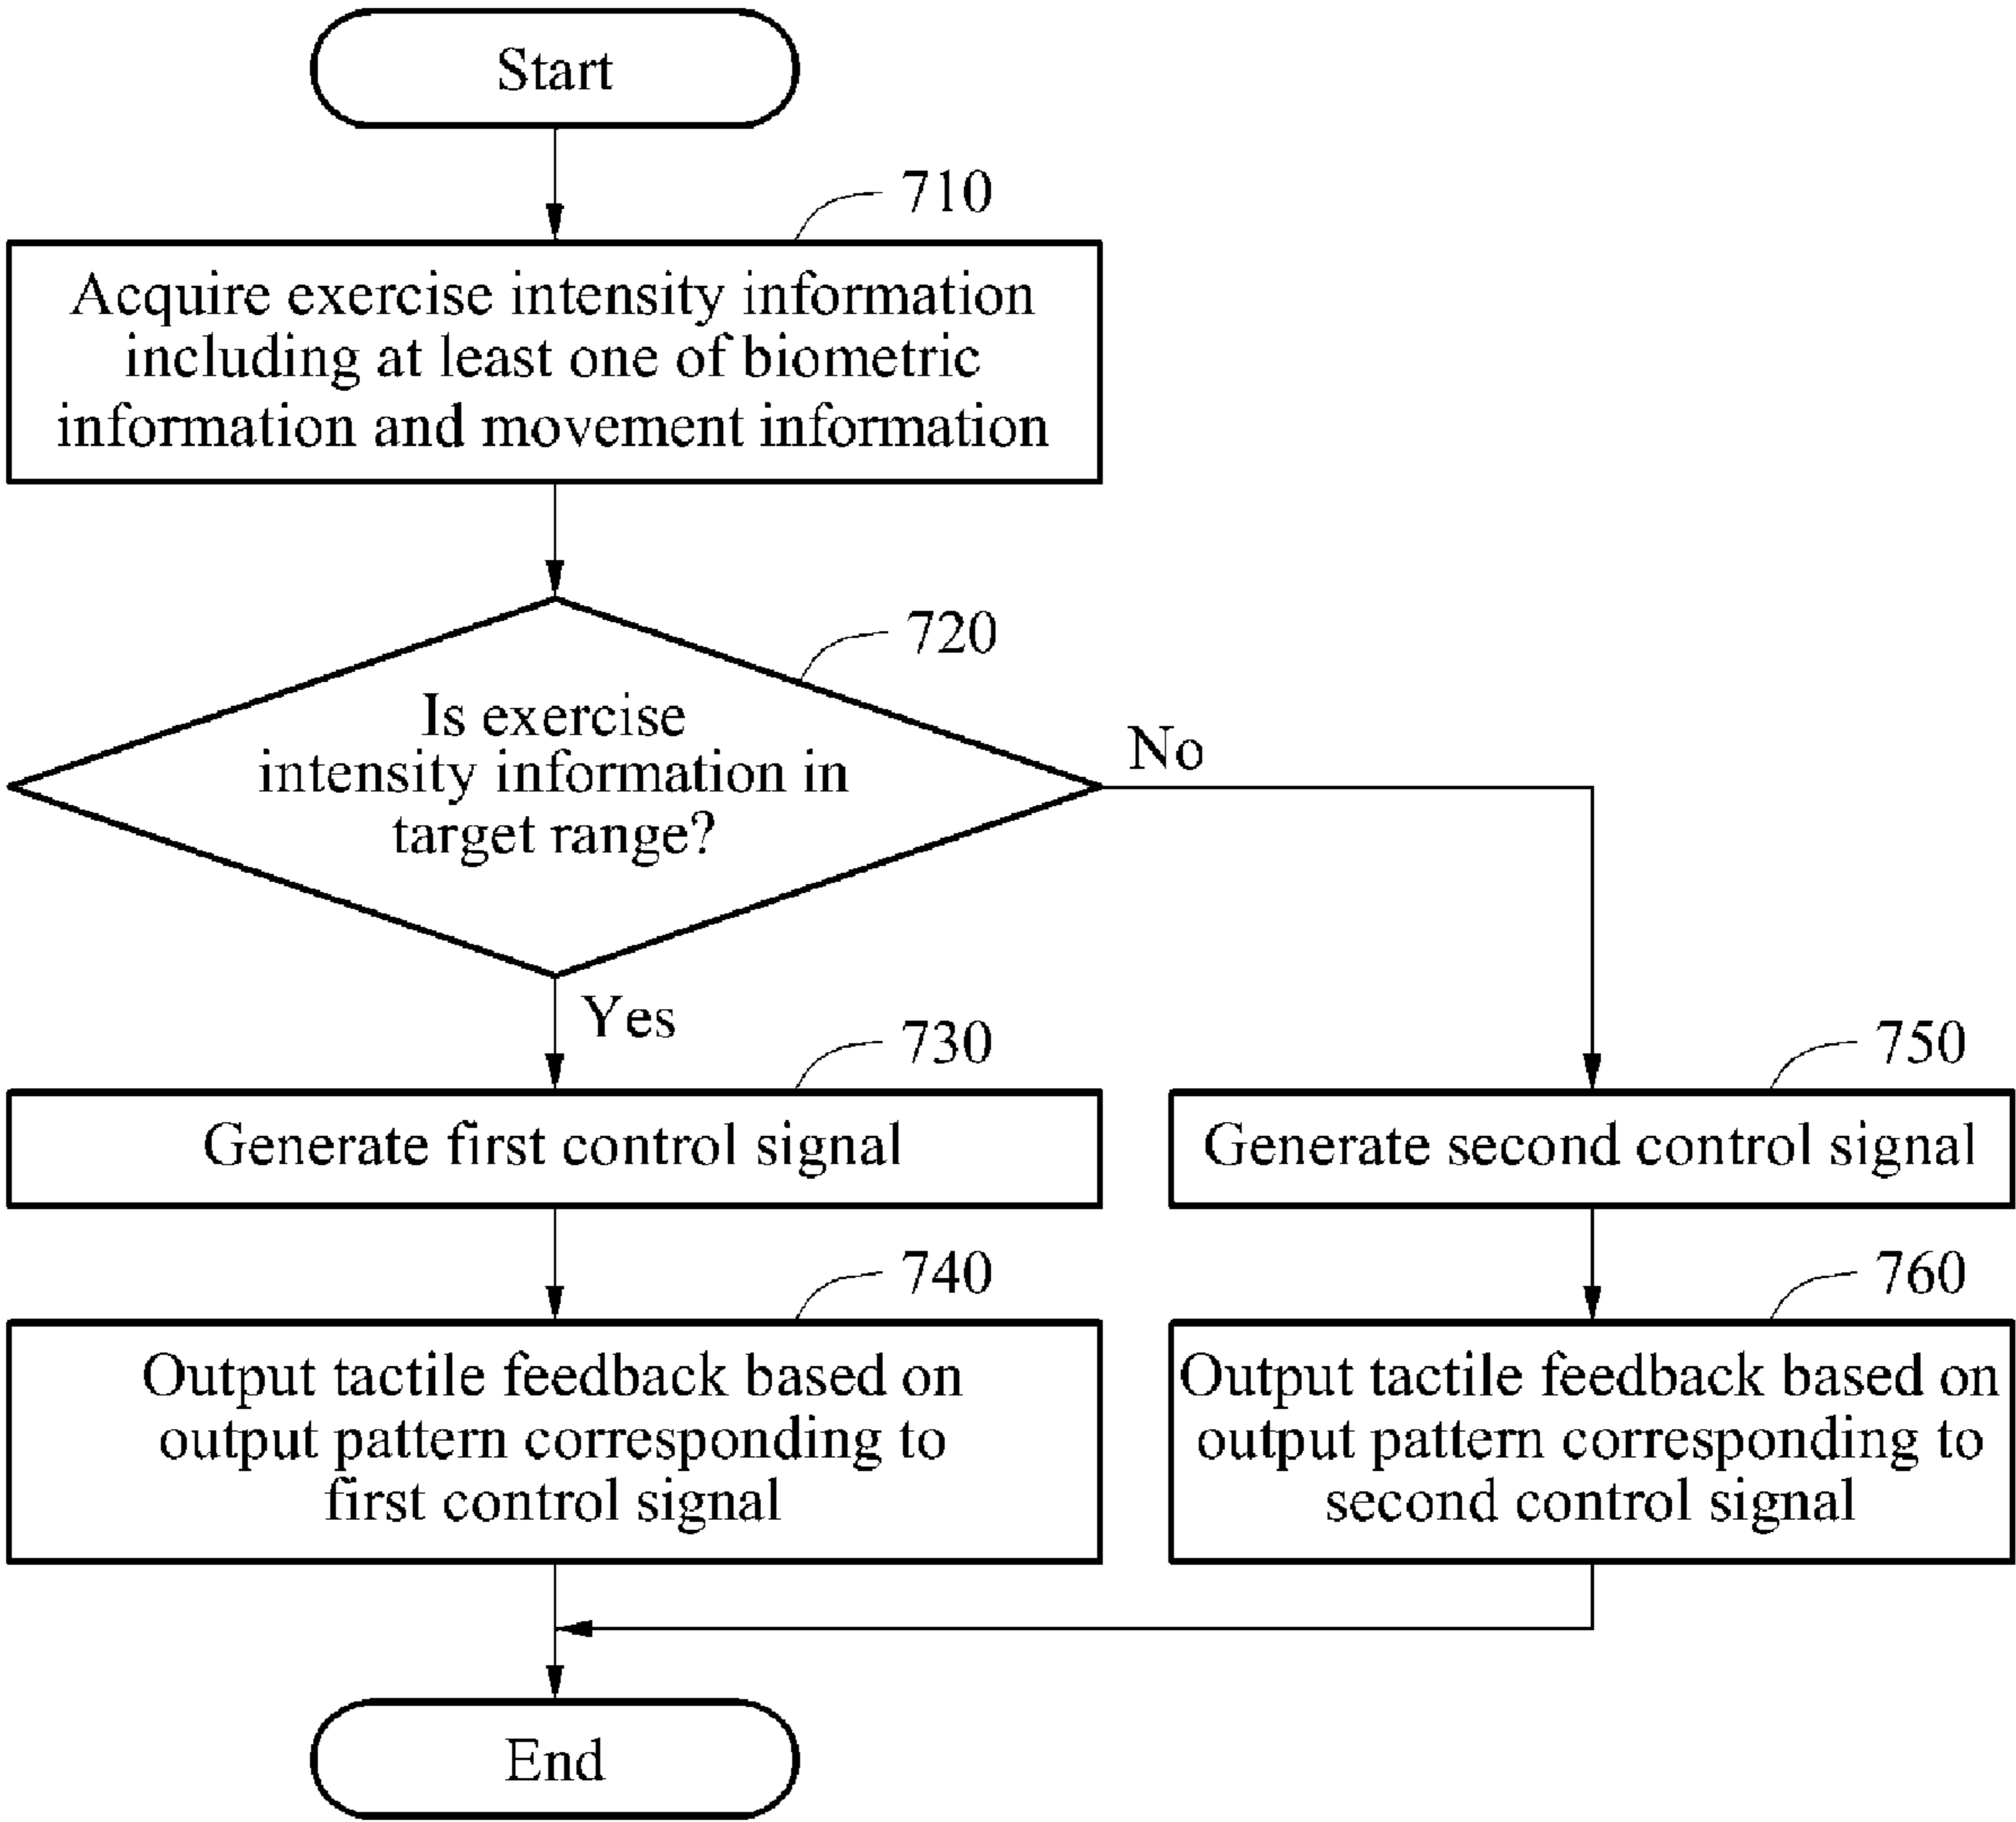 Start
710
Acquire exercise intensity information
including at least one of biometric
information and movement information
720
Is exercise
intensity information in
target range?
No
Yes
730
Generate first control signal
750
Generate second control signal
740
Output tactile feedback based on
output pattern corresponding to
first control signal
760
Output tactile feedback based on
output pattern corresponding to
second control signal
End